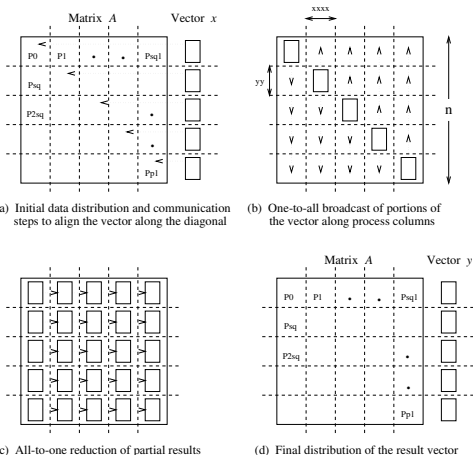 Matrix A Vector x
P0 P1 Psq1
Psq
P2sq
Pp1
xxxx
yy
n
a) Initial data distribution and communication
steps to align the vector along the diagonal
(b) One-to-all broadcast of portions of
the vector along process columns
Matrix A Vector y
P0 P1 Psq1
Psq
P2sq
Pp1
c) All-to-one reduction of partial results
(d) Final distribution of the result vector